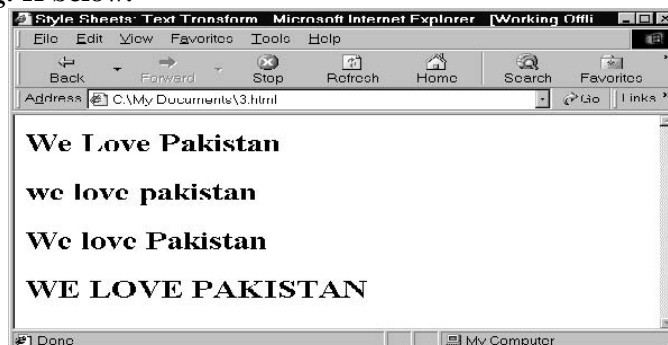 below.
Style Sheets: Text Transform Microsoft Internet Explorer [Working Offli
File Edit View Favorites Tools Help
Back Forward Stop Refresh Home Search Favorites
Address C:\My Documents\3.html Go Links
We Love Pakistan
we love pakistan
We love Pakistan
WE LOVE PAKISTAN
Done My Computer